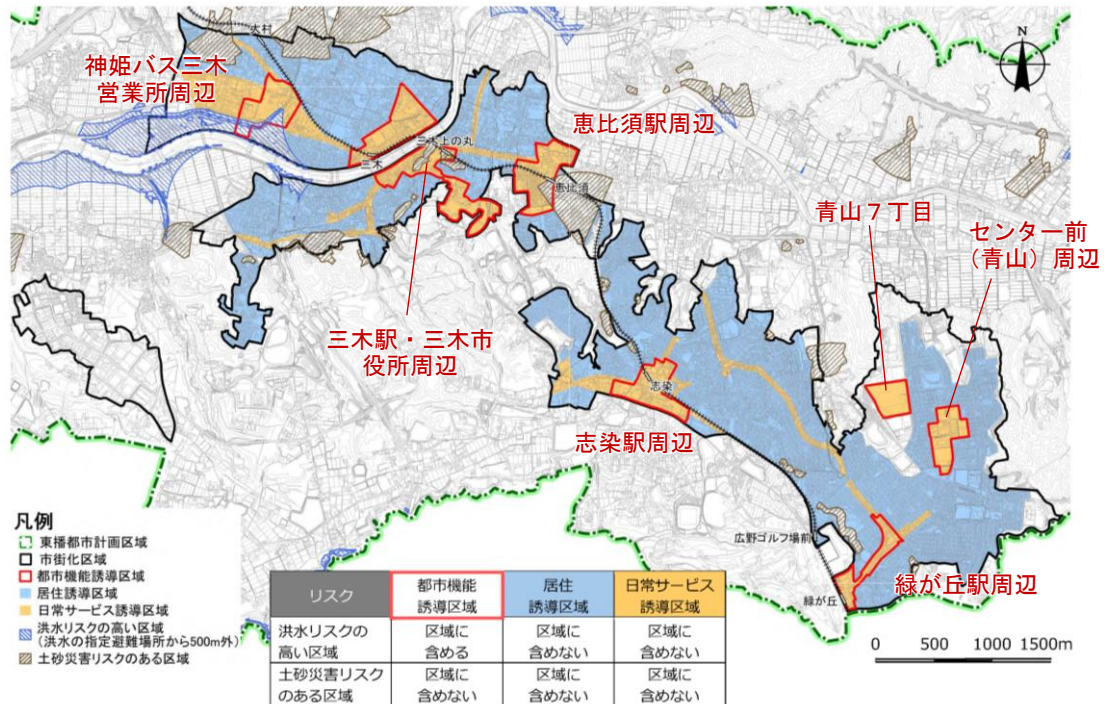 大村
神姫バス三木
営業所周辺
N
恵比須駅周辺
三木上の丸
三木
恵比須
青山７丁目
センター前
（青山）周辺
三木駅・三木市
役所周辺
志染
志染駅周辺
広野ゴルフ場前
緑が丘
緑が丘駅周辺
凡例
東播都市計画区域
市街化区域
都市機能誘導区域
居住誘導区域
日常サービス誘導区域
洪水リスクの高い区域
（洪水の指定避難場所から500m外）
土砂災害リスクのある区域
リスク
都市機能
誘導区域
居住
誘導区域
日常サービス
誘導区域
洪水リスクの
高い区域
区域に
含める
区域に
含めない
区域に
含めない
土砂災害リスク
のある区域
区域に
含めない
区域に
含めない
区域に
含めない
0 500 1000 1500m